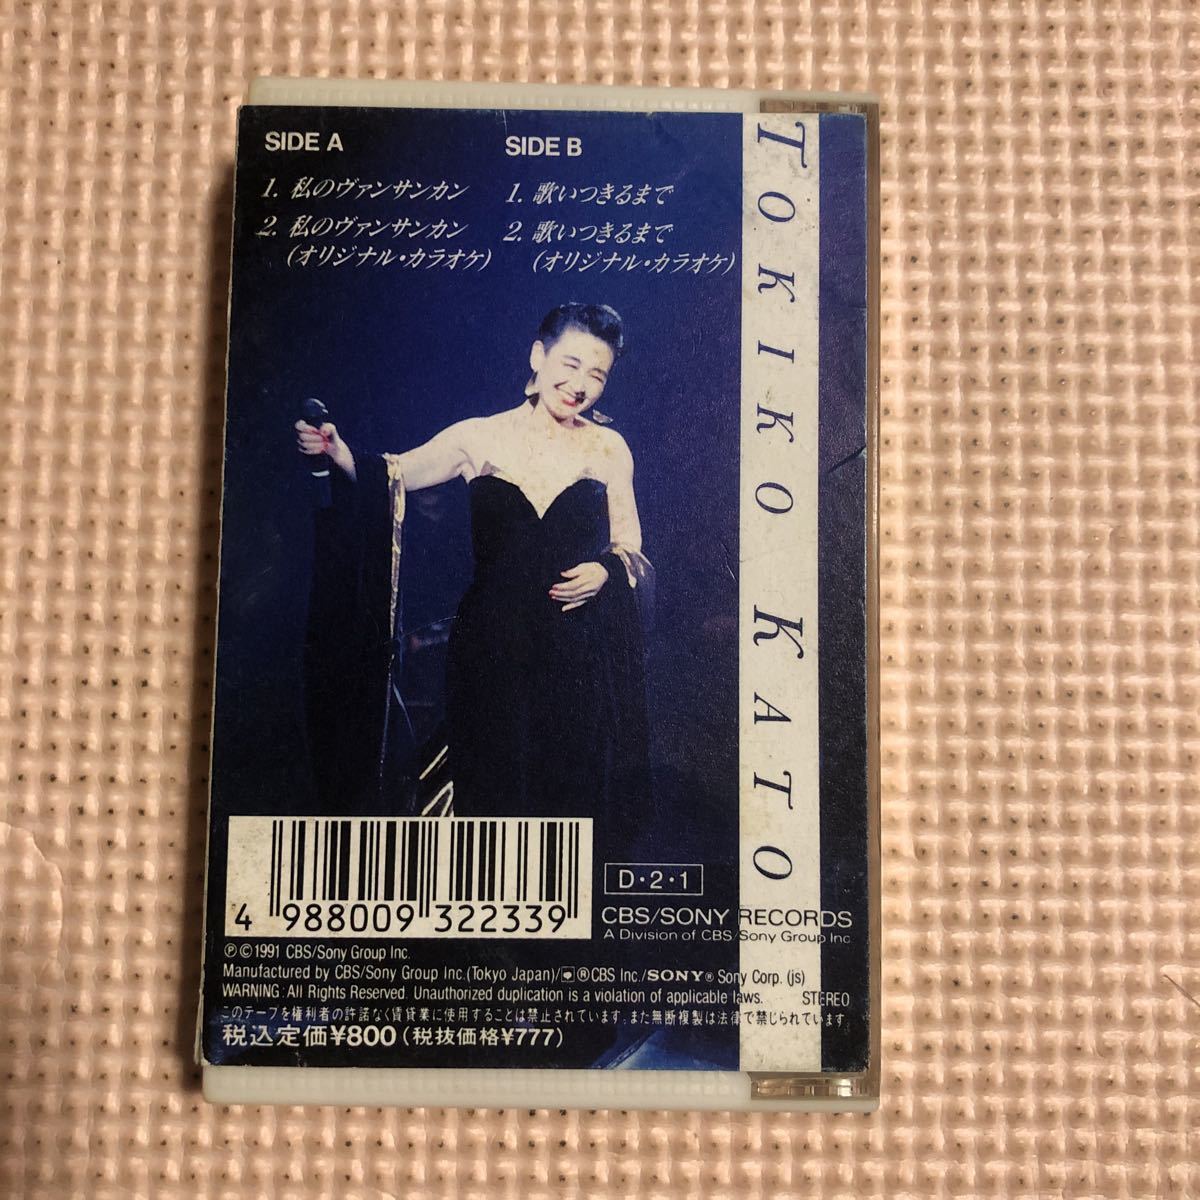 SIDE A
1. 私のヴァンサンカン
2. 私のヴァンサンカン
(オリジナル・カラオケ)
SIDE B
1. 歌いつきるまで
2. 歌いつきるまで
(オリジナル・カラオケ)
TOKIKO KATO
4 988009 322339
D・2・1
CBS/SONY RECORDS
A Division of CBS/Sony Group Inc.
Ⓟ©1991 CBS/Sony Group Inc.
Manufactured by CBS/Sony Group Inc.(Tokyo Japan)/®CBS Inc./SONY® Sony Corp. (js)
WARNING: All Rights Reserved. Unauthorized duplication is a violation of applicable laws. STEREO
このテープを権利者の許諾なく賃貸業に使用することは禁止されています。また無断複製は法律で禁じられています。
税込定価¥800(税抜価格¥777)